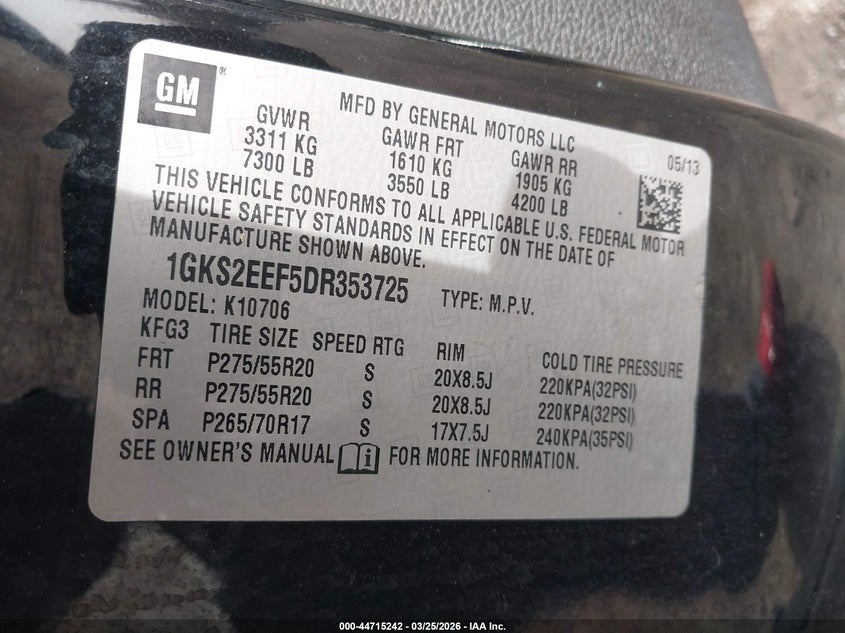 GM®
MFD BY GENERAL MOTORS LLC
05/13
GVWR GAWR FRT GAWR RR
3311 KG 1610 KG 1905 KG
7300 LB 3550 LB 4200 LB
THIS VEHICLE CONFORMS TO ALL APPLICABLE U.S. FEDERAL MOTOR
VEHICLE SAFETY STANDARDS IN EFFECT ON THE DATE OF
MANUFACTURE SHOWN ABOVE.
1GKS2EEF5DR353725 TYPE: M.P.V.
MODEL: K10706
KFG3 TIRE SIZE SPEED RTG RIM COLD TIRE PRESSURE
FRT P275/55R20 S 20X8.5J 220KPA(32PSI)
RR P275/55R20 S 20X8.5J 220KPA(32PSI)
SPA P265/70R17 S 17X7.5J 240KPA(35PSI)
SEE OWNER'S MANUAL i FOR MORE INFORMATION.
000-44715242 - 03/25/2026 - IAA Inc.